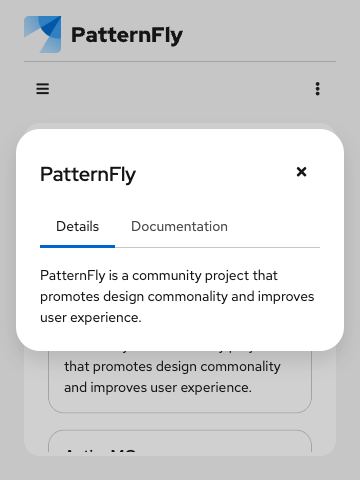 PatternFly
PatternFly
Details
Documentation
PatternFly is a community project that
promotes design commonality and improves
user experience.
that promotes design commonality
and improves user experience.